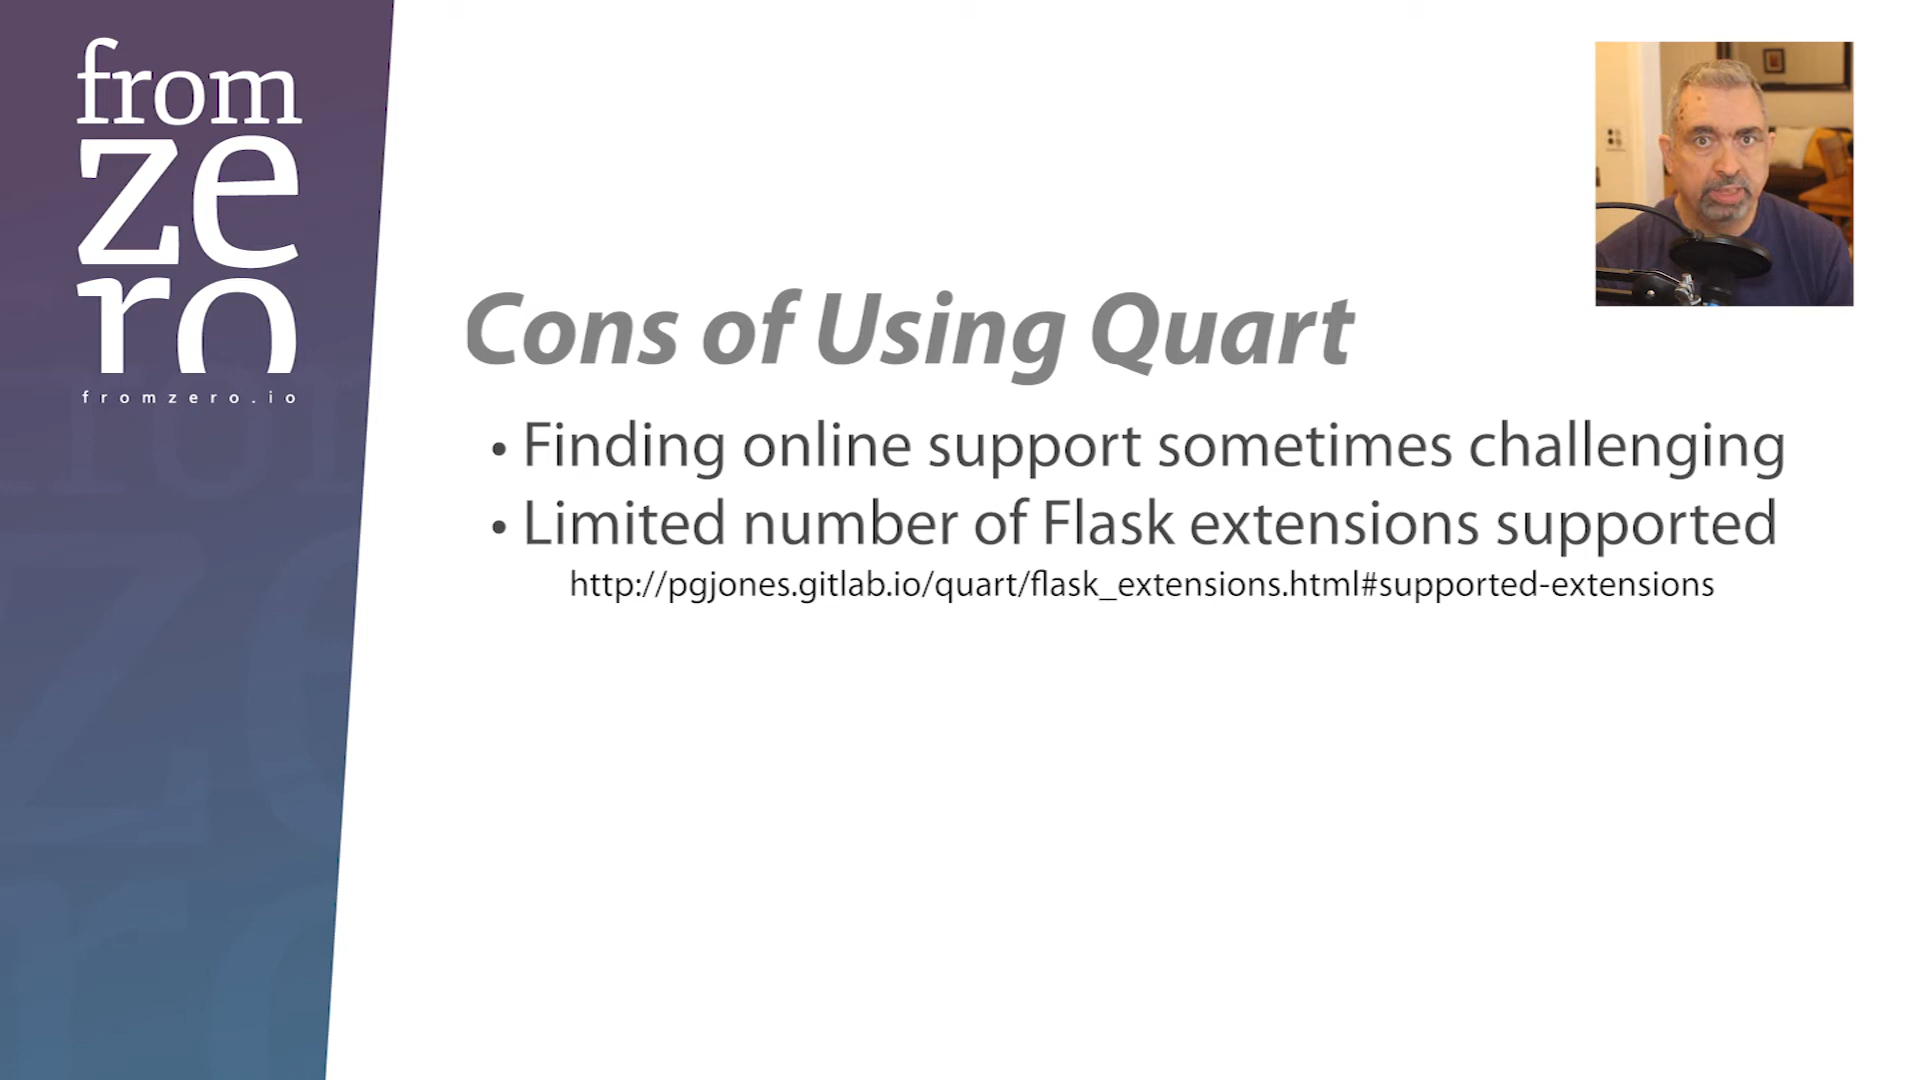 from
ze
ro
fromzero.io
Cons of Using Quart
• Finding online support sometimes challenging
• Limited number of Flask extensions supported
http://pgjones.gitlab.io/quart/flask_extensions.html#supported-extensions